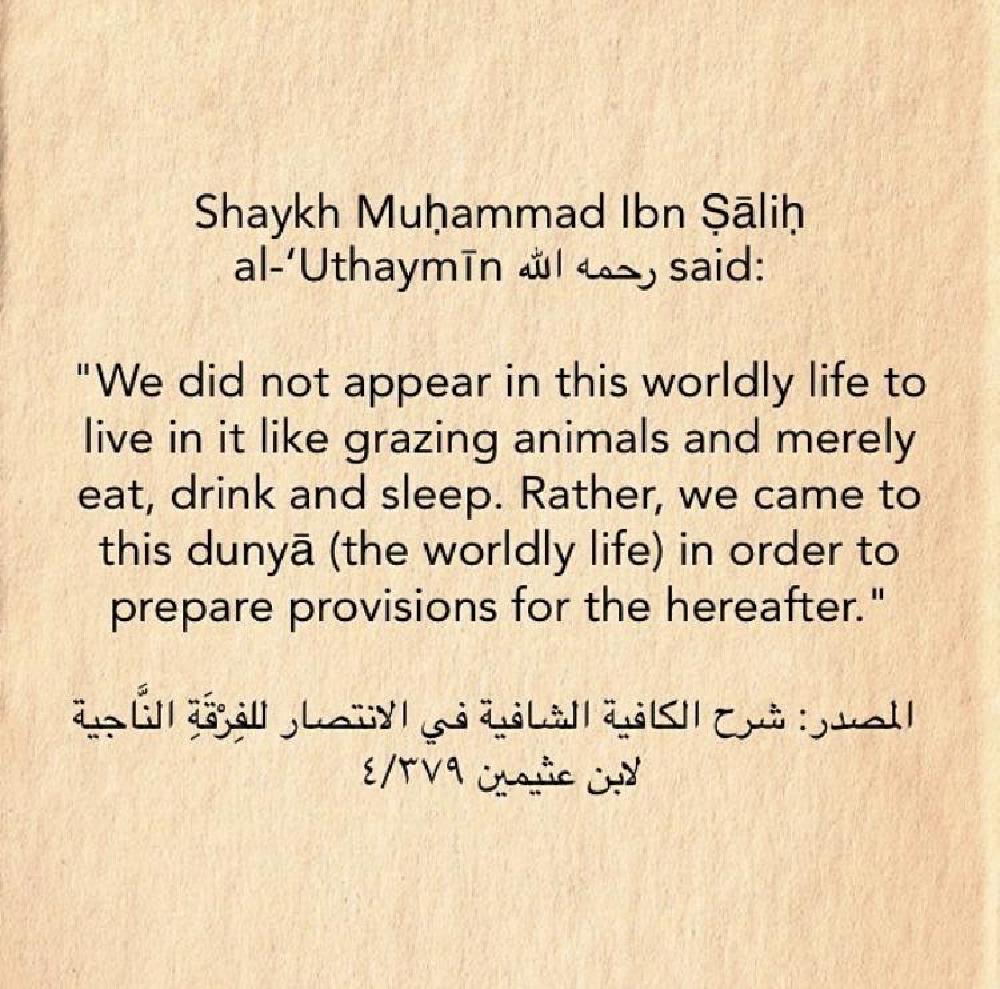 Shaykh Muḥammad Ibn Ṣāliḥ
al-‘Uthaymīn رحمه الله said:
"We did not appear in this worldly life to
live in it like grazing animals and merely
eat, drink and sleep. Rather, we came to
this dunyā (the worldly life) in order to
prepare provisions for the hereafter."
المصدر: شرح الكافية الشافية في الانتصار للفِرْقَةِ النَّاجية
لابن عثيمين ٤/٣٧٩